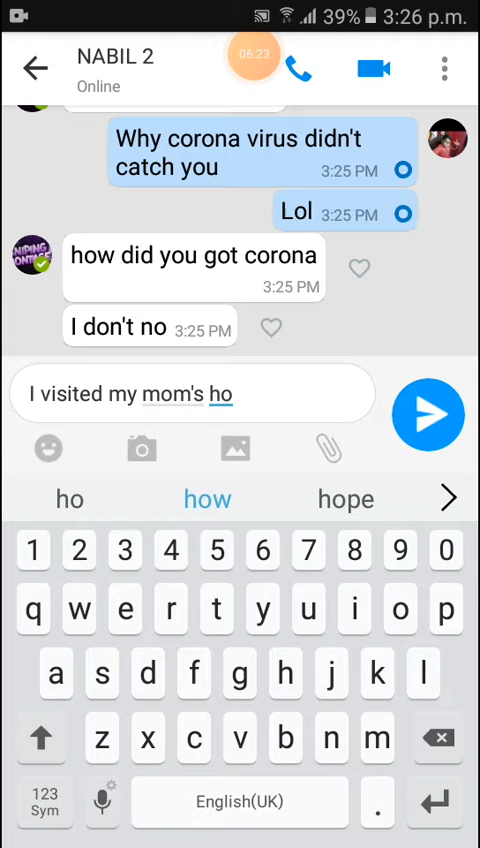 39% 3:26 p.m.
NABIL 2
06:23
Online
Why corona virus didn't
catch you 3:25 PM
Lol 3:25 PM
how did you got corona
3:25 PM
I don't no 3:25 PM
I visited my mom's ho
ho how hope
1 2 3 4 5 6 7 8 9 0
q w e r t y u i o p
a s d f g h j k l
z x c v b n m
123
Sym
English(UK) .